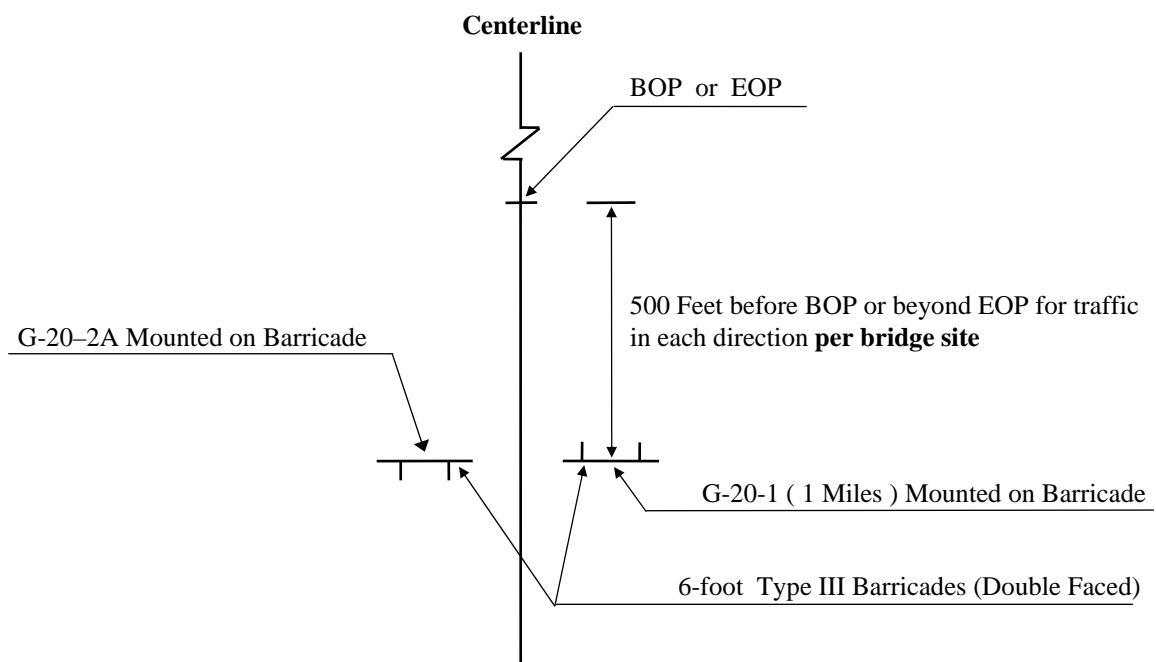 Centerline
BOP or EOP
500 Feet before BOP or beyond EOP for traffic
in each direction per bridge site
G-20–2A Mounted on Barricade
G-20-1 ( 1 Miles ) Mounted on Barricade
6-foot Type III Barricades (Double Faced)